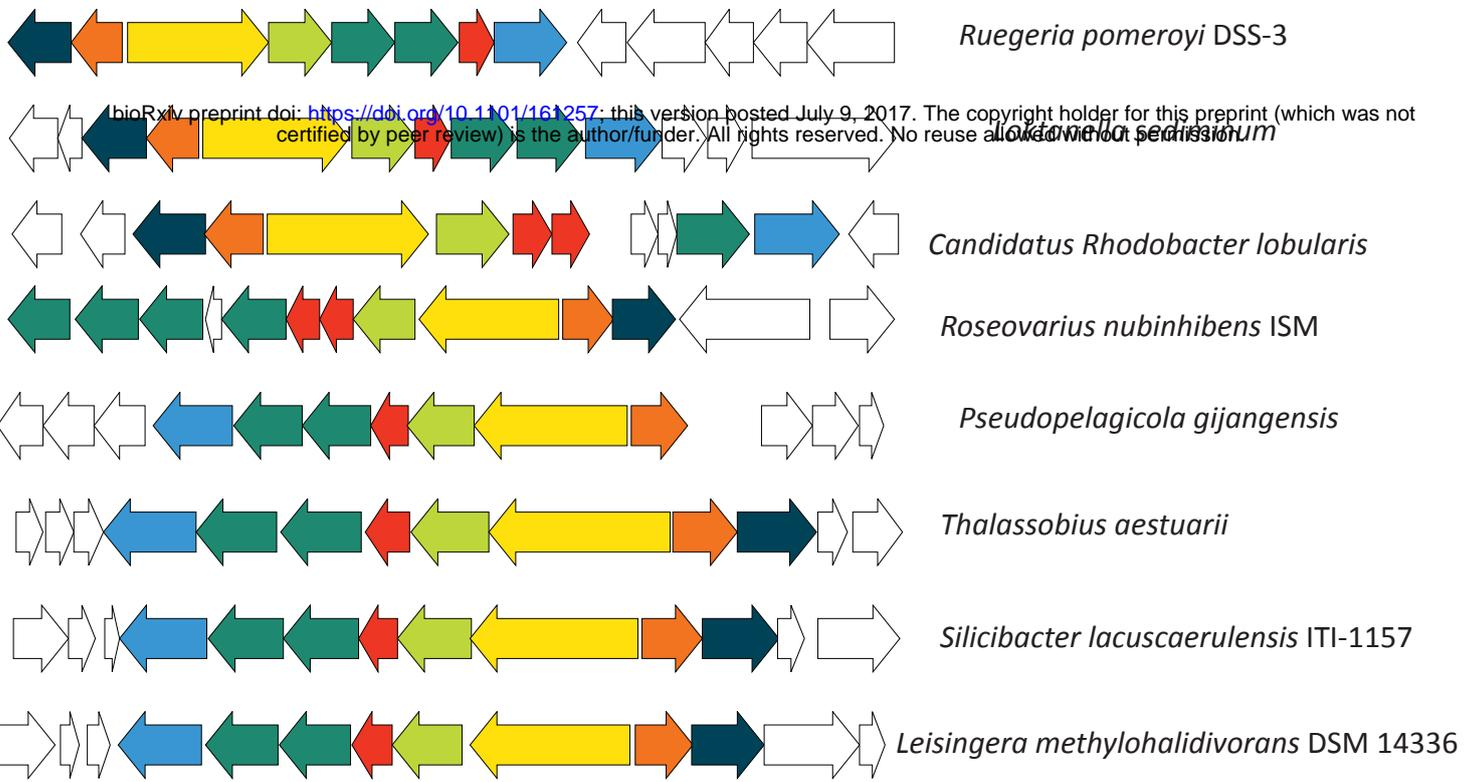 Ruegeria pomeroyi DSS-3
bioRxiv preprint doi: https://doi.org/10.1101/161257; this version posted July 9, 2017. The copyright holder for this preprint (which was not
certified by peer review) is the author/funder. All rights reserved. No reuse allowed without permission.
Loktanella sediminum
Candidatus Rhodobacter lobularis
Roseovarius nubinhibens ISM
Pseudopelagicola gijangensis
Thalassobius aestuarii
Silicibacter lacuscaerulensis ITI-1157
Leisingera methylohalidivorans DSM 14336